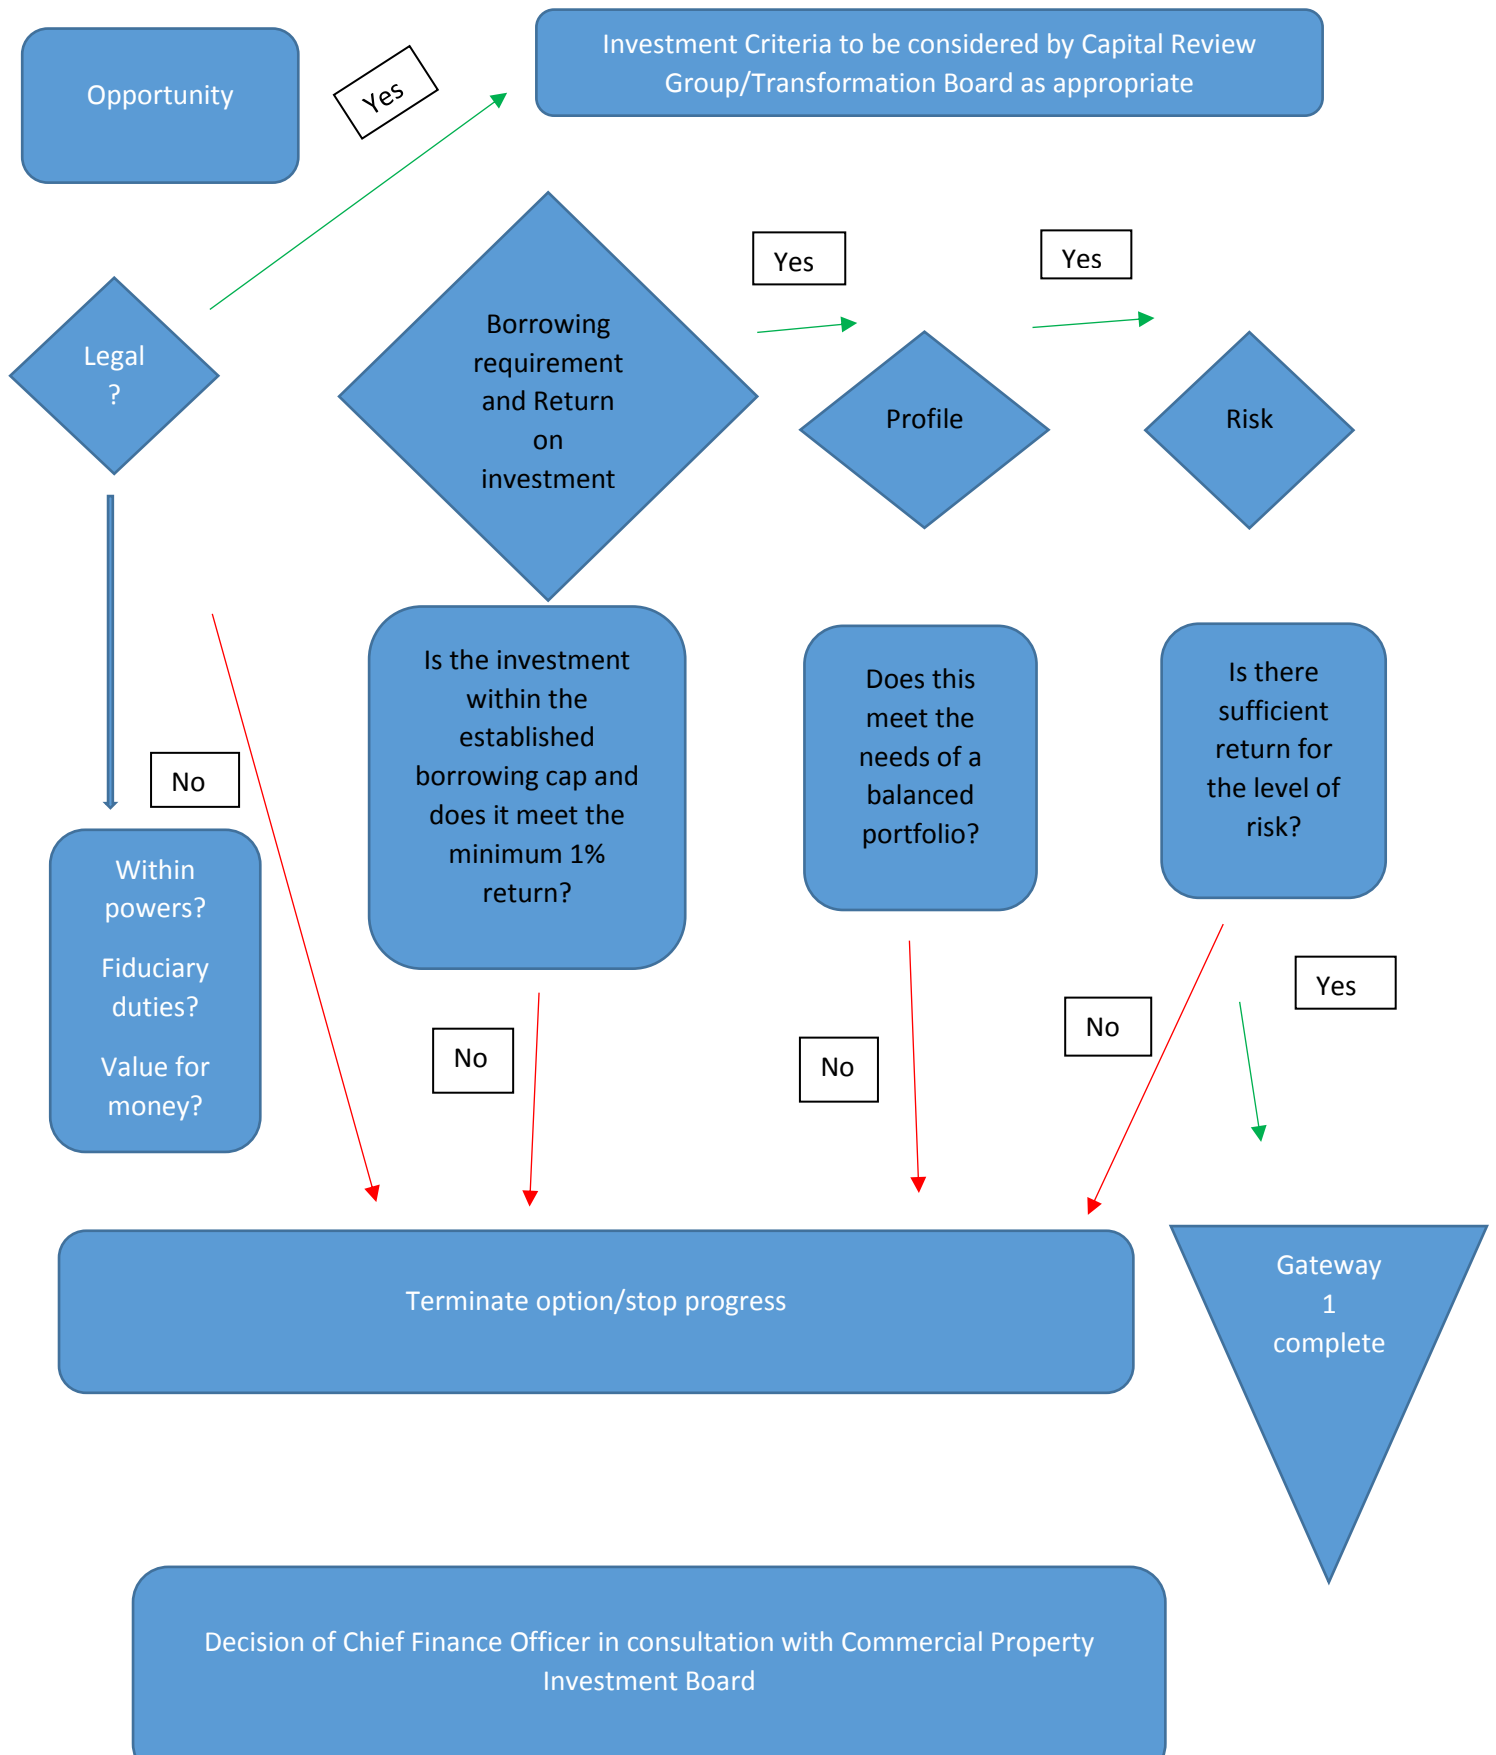 Opportunity
Yes
Investment Criteria to be considered by Capital Review
Group/Transformation Board as appropriate
Legal
?
Borrowing
requirement
and Return
on
investment
Yes
Profile
Yes
Risk
Is the investment
within the
established
borrowing cap and
does it meet the
minimum 1%
return?
Does this
meet the
needs of a
balanced
portfolio?
Is there
sufficient
return for
the level of
risk?
No
Within
powers?
Fiduciary
duties?
Value for
money?
No
No
No
Yes
Terminate option/stop progress
Gateway
1
complete
Decision of Chief Finance Officer in consultation with Commercial Property
Investment Board